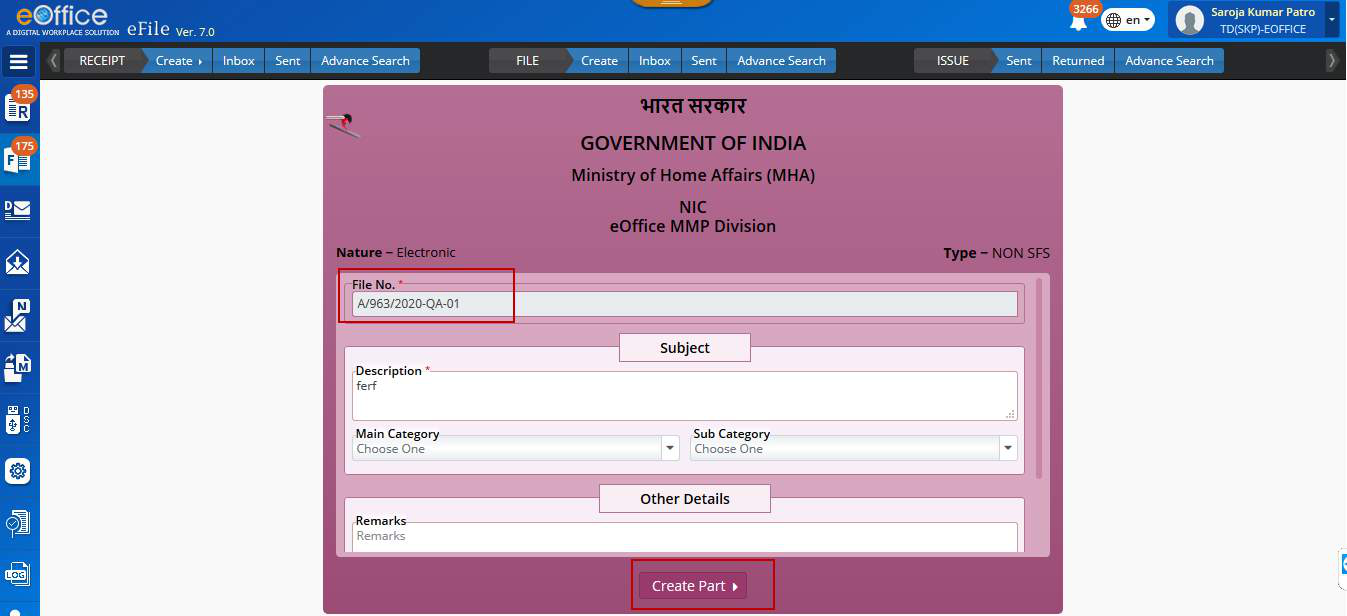 eOffice
A DIGITAL WORKPLACE SOLUTION
eFile Ver. 7.0
3266
en
Saroja Kumar Patro
TD(SKP)-EOFFICE
RECEIPT Create Inbox Sent Advance Search
FILE Create Inbox Sent Advance Search
ISSUE Sent Returned Advance Search
135
R
175
F
D
N
M
DSC
LOG
भारत सरकार
GOVERNMENT OF INDIA
Ministry of Home Affairs (MHA)
NIC
eOffice MMP Division
Nature – Electronic
Type – NON SFS
File No. *
A/963/2020-QA-01
Subject
Description *
ferf
Main Category
Choose One
Sub Category
Choose One
Other Details
Remarks
Remarks
Create Part